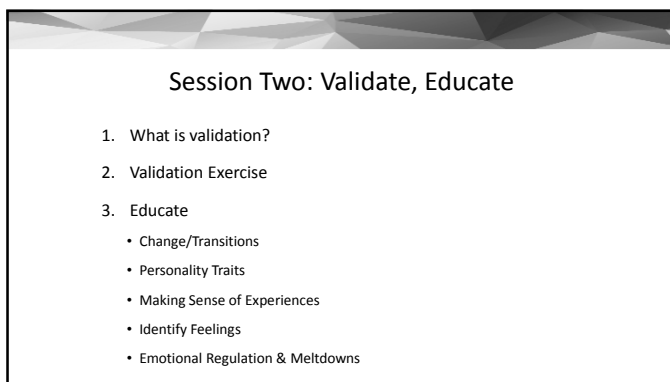 Session Two: Validate, Educate
1. What is validation?
2. Validation Exercise
3. Educate
• Change/Transitions
• Personality Traits
• Making Sense of Experiences
• Identify Feelings
• Emotional Regulation & Meltdowns